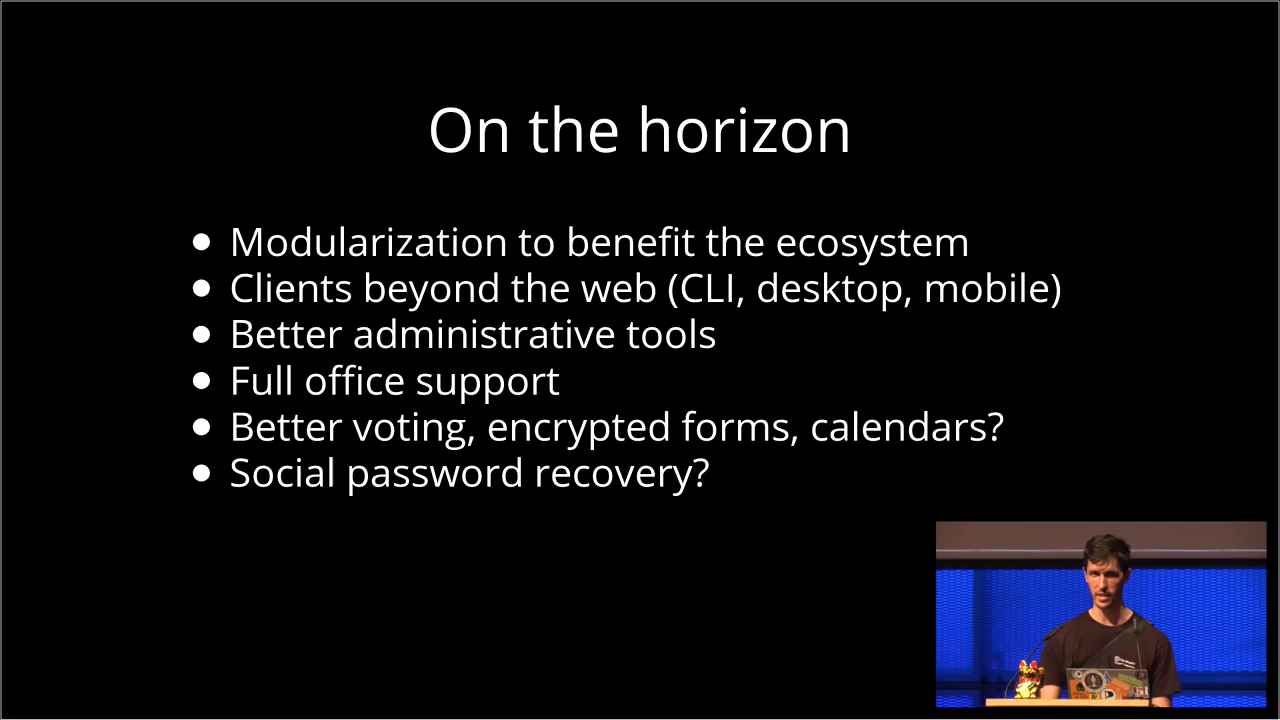 On the horizon
● Modularization to benefit the ecosystem
● Clients beyond the web (CLI, desktop, mobile)
● Better administrative tools
● Full office support
● Better voting, encrypted forms, calendars?
● Social password recovery?